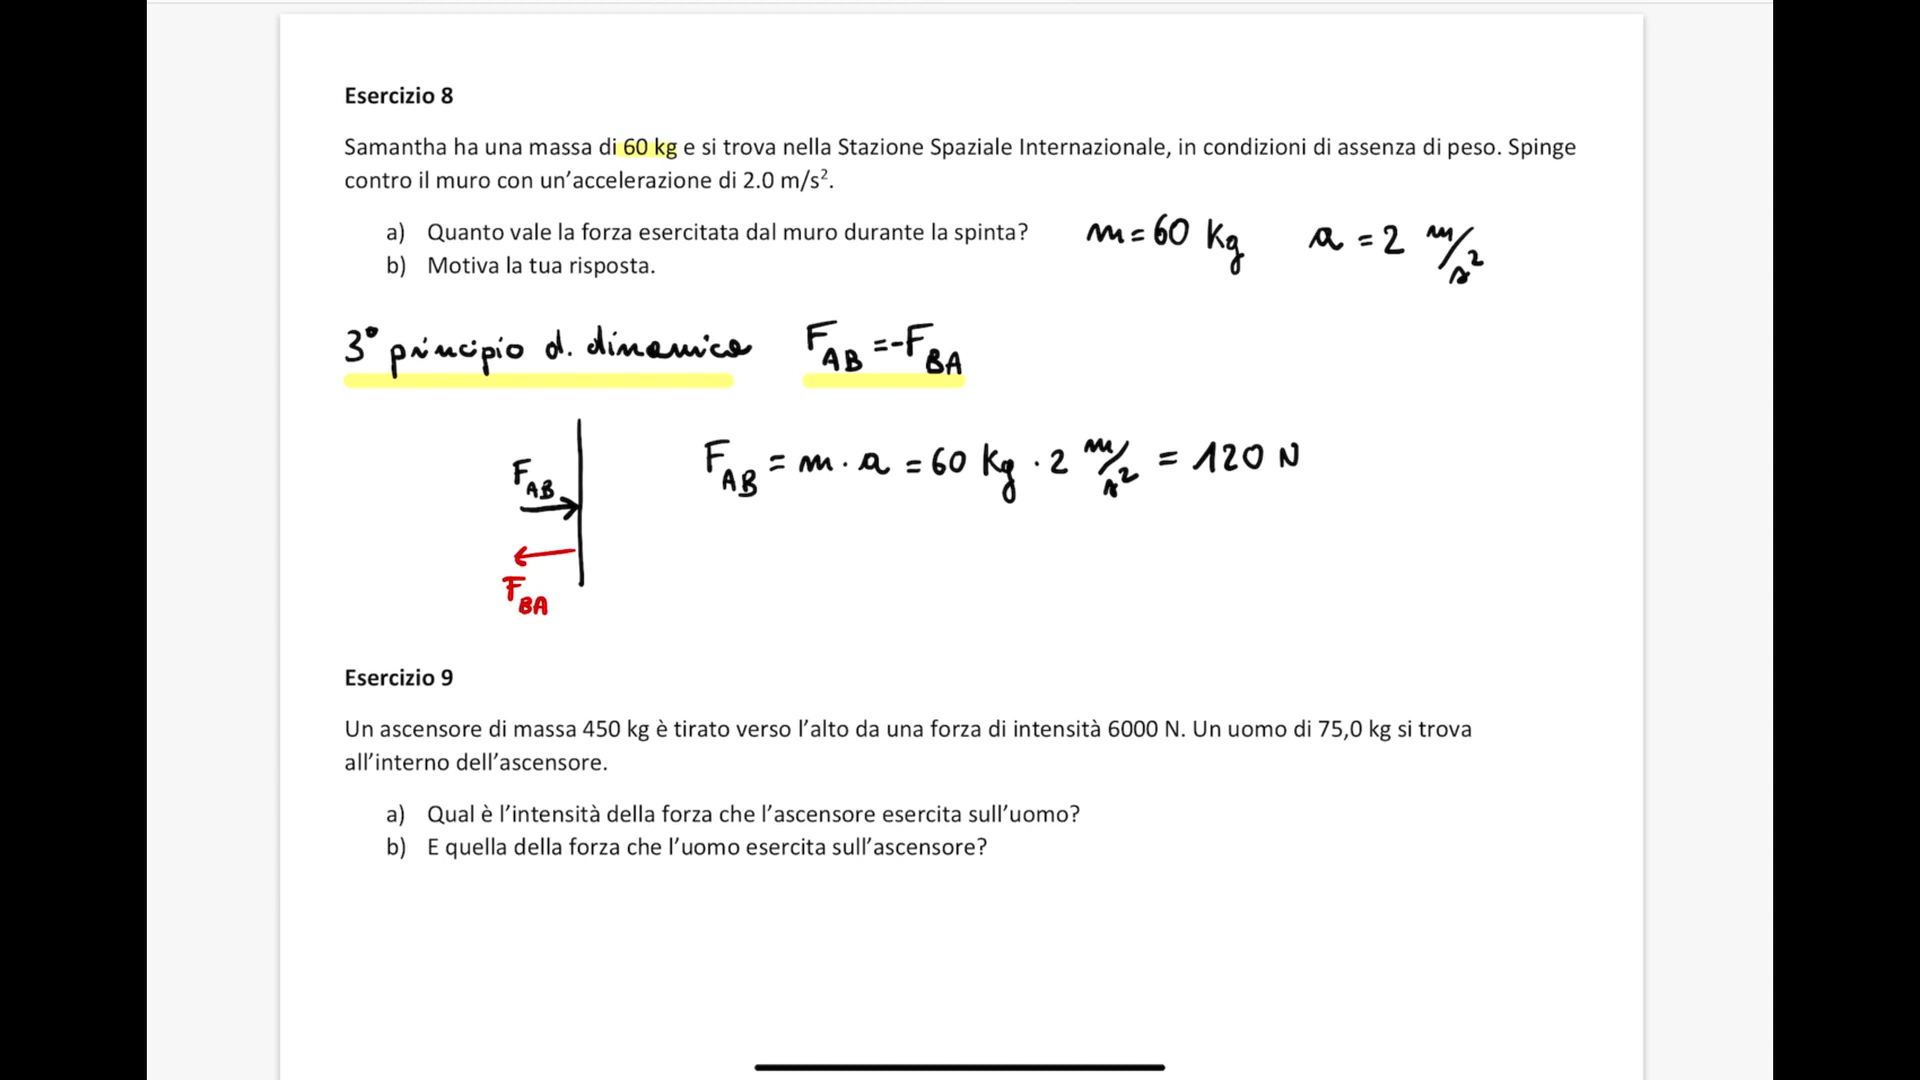 Esercizio 8
Samantha ha una massa di 60 kg e si trova nella Stazione Spaziale Internazionale, in condizioni di assenza di peso. Spinge
contro il muro con un'accelerazione di 2.0 m/s².
a) Quanto vale la forza esercitata dal muro durante la spinta?
m = 60 Kg a = 2 m/s²
b) Motiva la tua risposta.
3° principio d. dinamica F_AB = -F_BA
F_AB
F_AB = m · a = 60 Kg · 2 m/s² = 120 N
F_BA
Esercizio 9
Un ascensore di massa 450 kg è tirato verso l'alto da una forza di intensità 6000 N. Un uomo di 75,0 kg si trova
all'interno dell'ascensore.
a) Qual è l'intensità della forza che l'ascensore esercita sull'uomo?
b) E quella della forza che l'uomo esercita sull'ascensore?